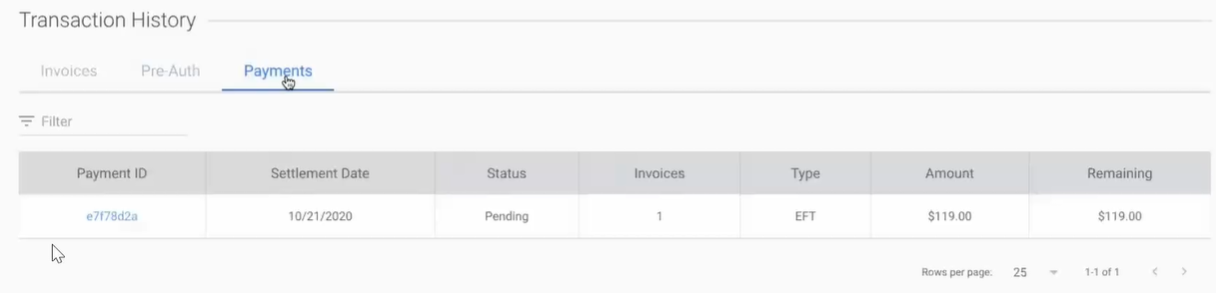 Transaction History
Invoices Pre-Auth Payments
Filter
Payment ID Settlement Date Status Invoices Type Amount Remaining
e7f78d2a 10/21/2020 Pending 1 EFT $119.00 $119.00
Rows per page: 25 1-1 of 1